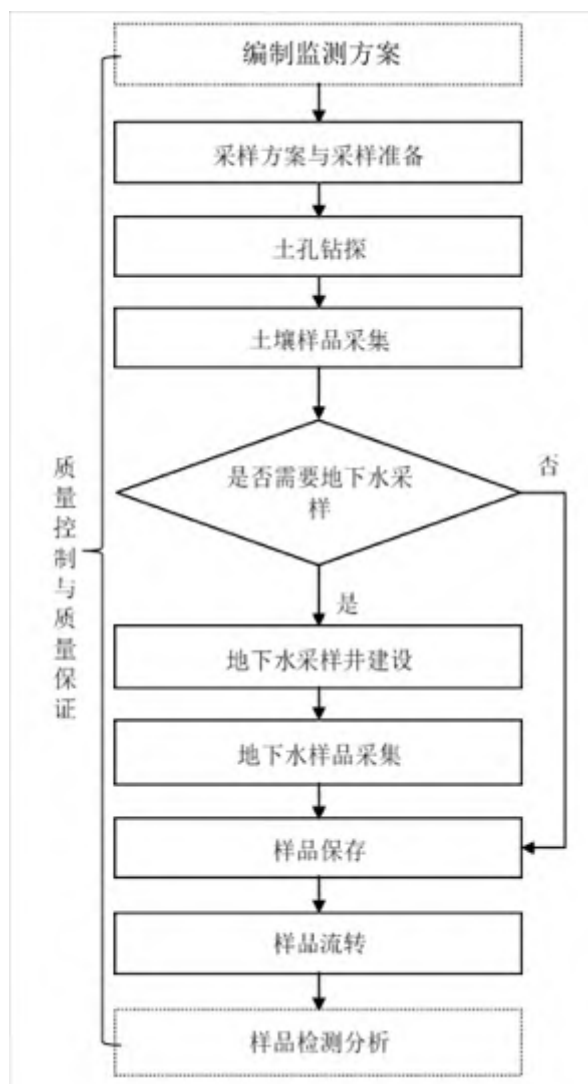 编制监测方案
采样方案与采样准备
土孔钻探
土壤样品采集
是否需要地下水采
样
否
是
地下水采样井建设
地下水样品采集
样品保存
样品流转
样品检测分析
质量控制与质量保证